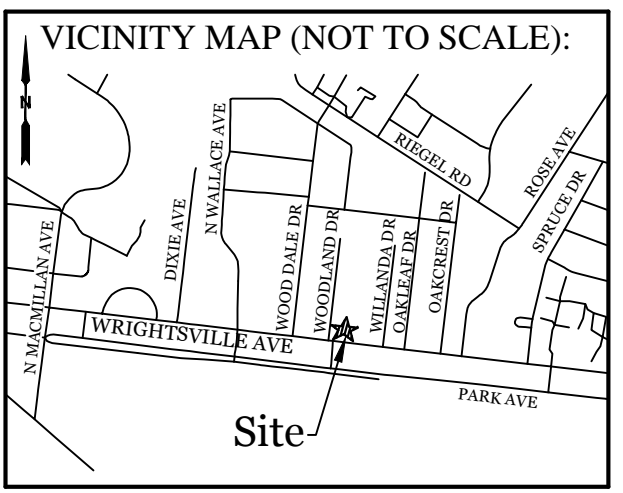 VICINITY MAP (NOT TO SCALE):
N
RIEGEL RD
ROSE AVE
SPRUCE DR
N WALLACE AVE
DIXIE AVE
N MACMILLAN AVE
WOOD DALE DR
WOODLAND DR
WILLANDA DR
OAKLEAF DR
OAKCREST DR
WRIGHTSVILLE AVE
PARK AVE
Site